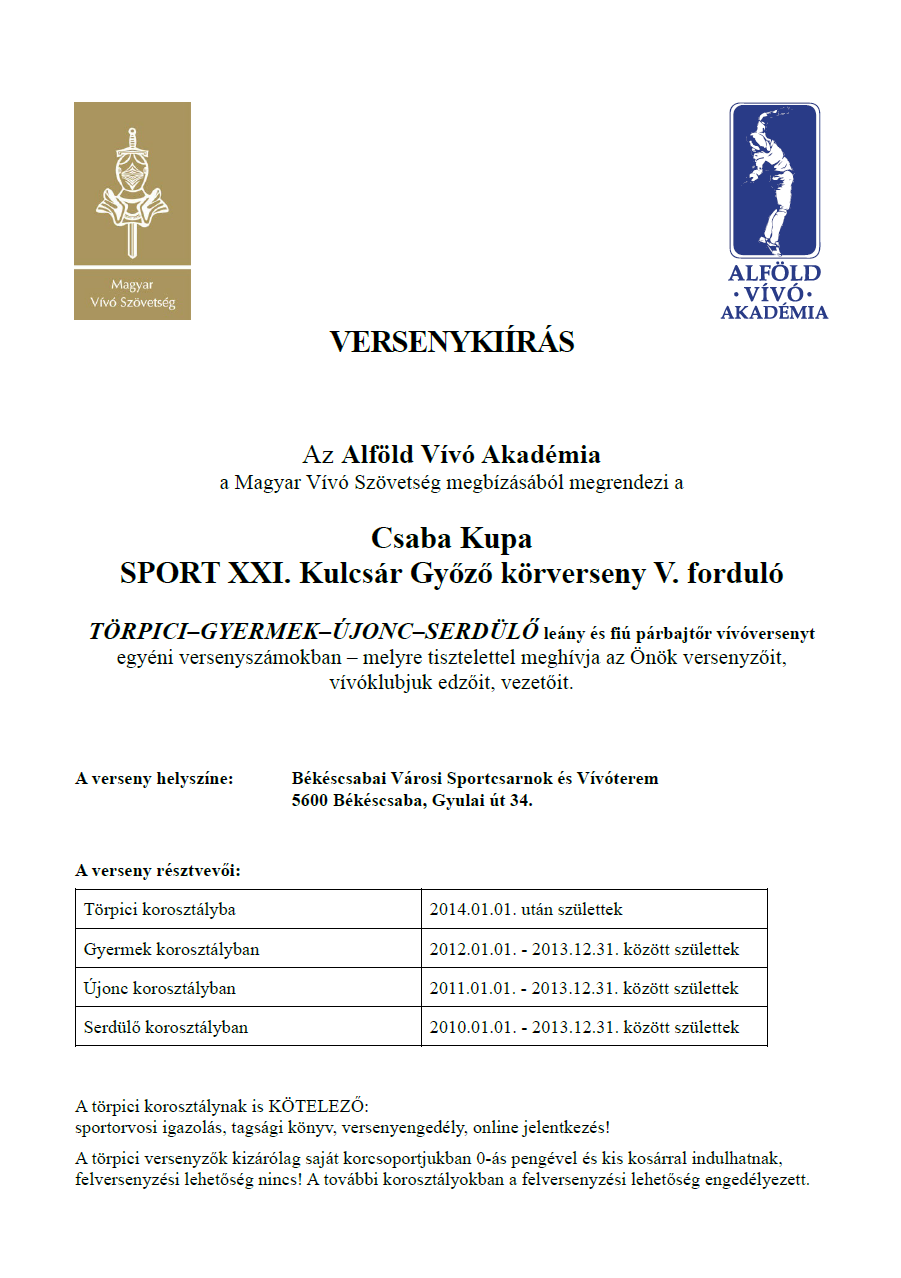 Magyar
Vívó Szövetség
ALFÖLD
· VÍVÓ ·
AKADÉMIA
VERSENYKIÍRÁS
Az Alföld Vívó Akadémia
a Magyar Vívó Szövetség megbízásából megrendezi a
Csaba Kupa
SPORT XXI. Kulcsár Győző körverseny V. forduló
TÖRPICI–GYERMEK–ÚJONC–SERDÜLŐ leány és fiú párbajtőr vívóversenyt
egyéni versenyszámokban – melyre tisztelettel meghívja az Önök versenyzőit,
vívóklubjuk edzőit, vezetőit.
A verseny helyszíne: Békéscsabai Városi Sportcsarnok és Vívóterem
5600 Békéscsaba, Gyulai út 34.
A verseny résztvevői:
Törpici korosztályba 2014.01.01. után születtek
Gyermek korosztályban 2012.01.01. - 2013.12.31. között születtek
Újonc korosztályban 2011.01.01. - 2013.12.31. között születtek
Serdülő korosztályban 2010.01.01. - 2013.12.31. között születtek
A törpici korosztálynak is KÖTELEZŐ:
sportorvosi igazolás, tagsági könyv, versenyengedély, online jelentkezés!
A törpici versenyzők kizárólag saját korcsoportjukban 0-ás pengével és kis kosárral indulhatnak,
felversenyzési lehetőség nincs! A további korosztályokban a felversenyzési lehetőség engedélyezett.